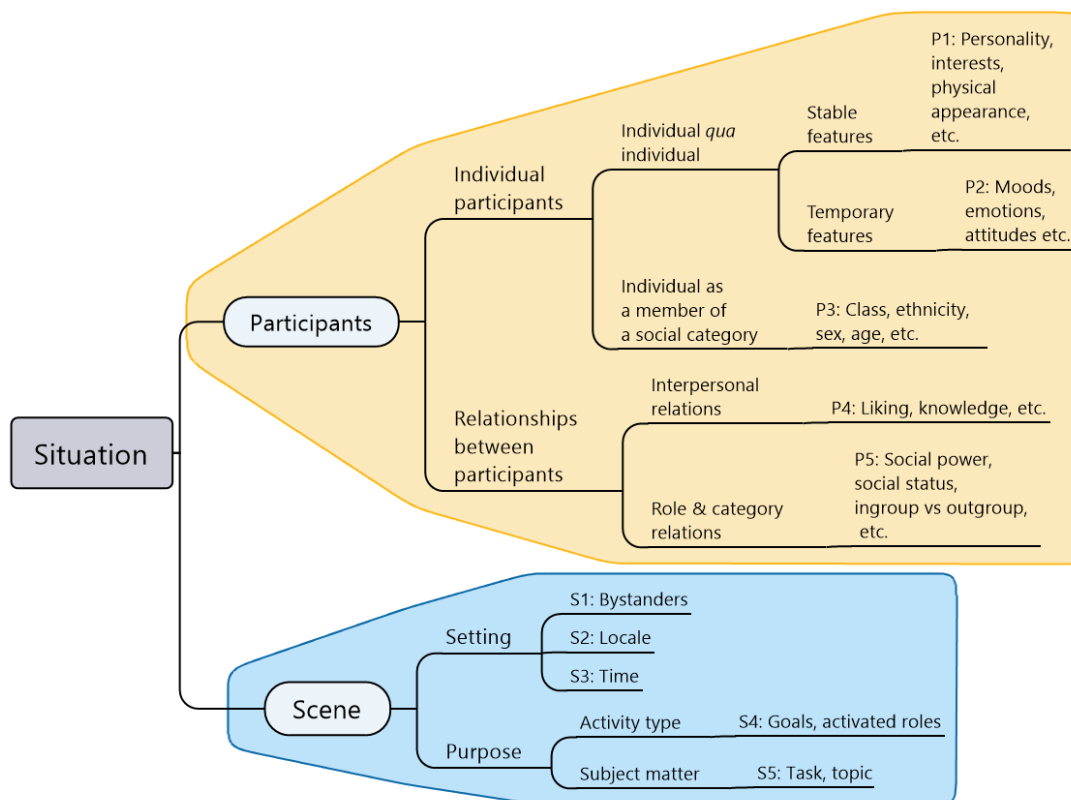 Situation
Participants
Individual
participants
Individual qua
individual
Stable
features
P1: Personality,
interests,
physical
appearance,
etc.
Temporary
features
P2: Moods,
emotions,
attitudes etc.
Individual as
a member of
a social category
P3: Class, ethnicity,
sex, age, etc.
Relationships
between
participants
Interpersonal
relations
P4: Liking, knowledge, etc.
Role & category
relations
P5: Social power,
social status,
ingroup vs outgroup,
etc.
Scene
Setting
S1: Bystanders
S2: Locale
S3: Time
Purpose
Activity type
S4: Goals, activated roles
Subject matter
S5: Task, topic